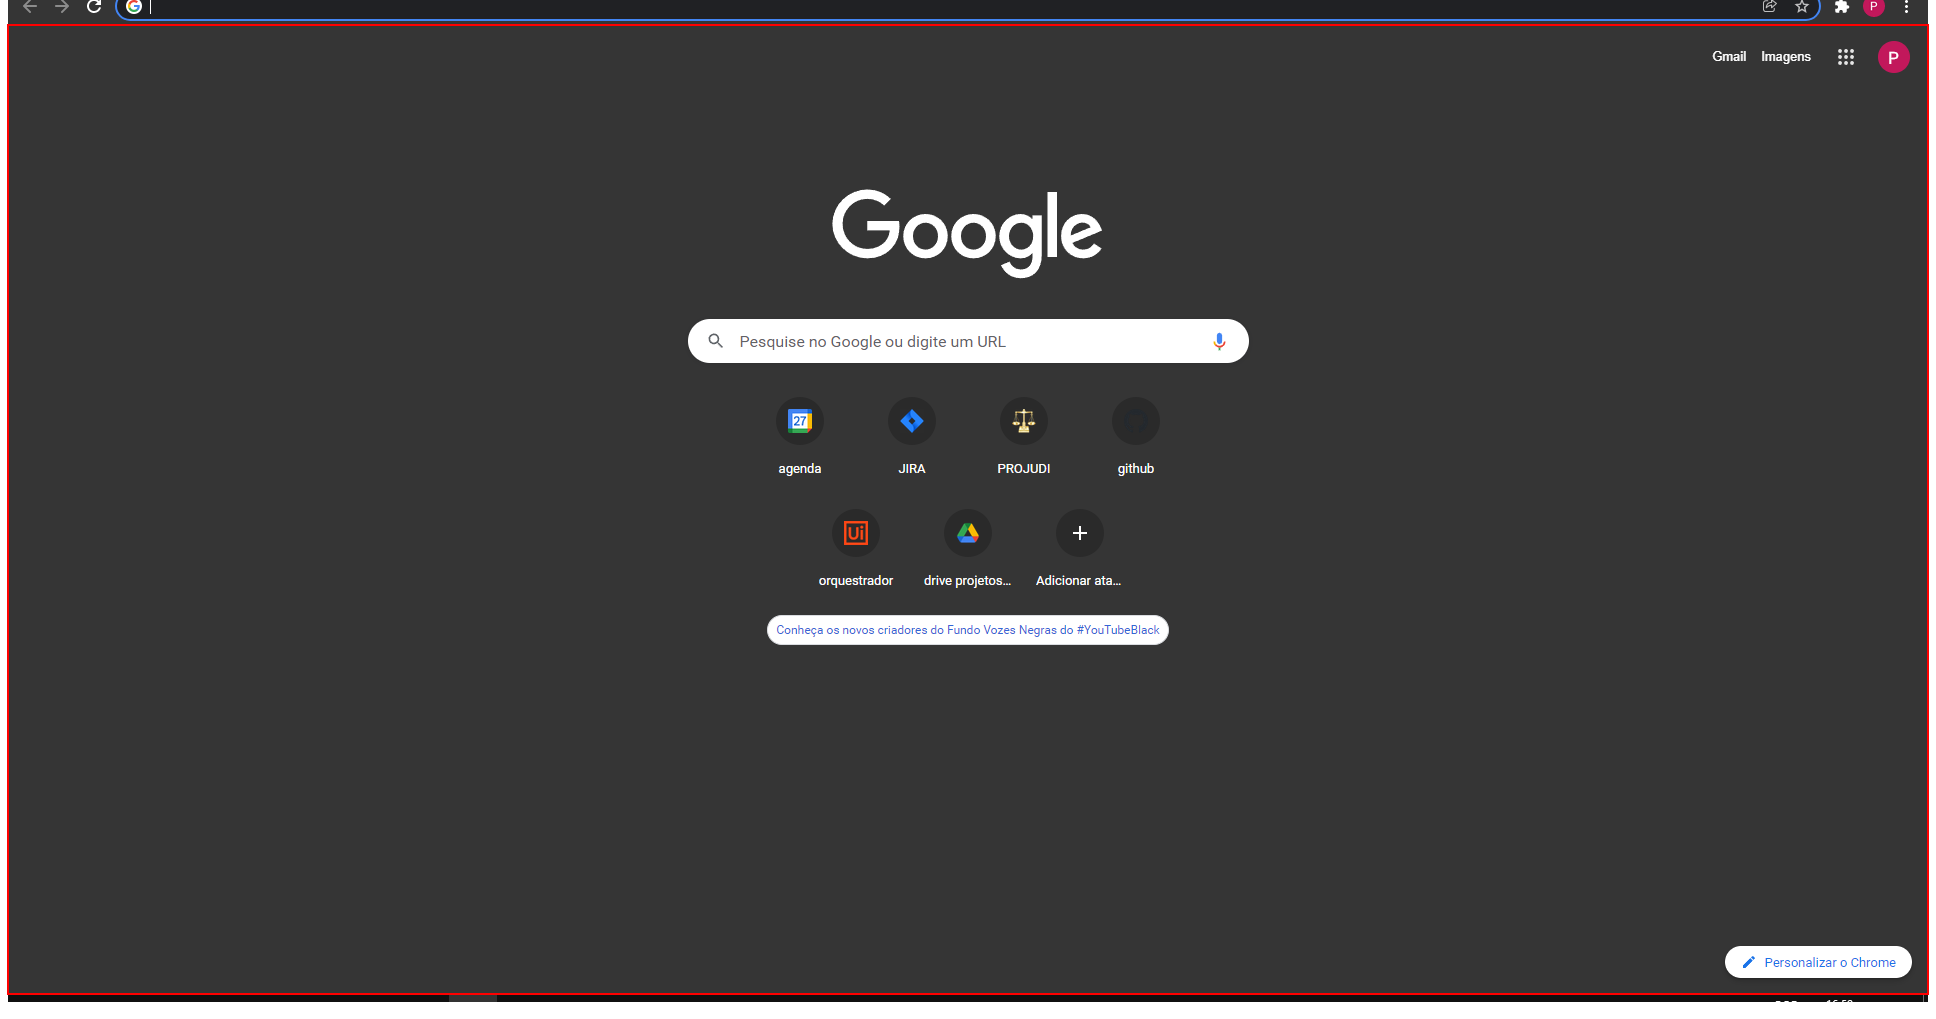 P
Gmail Imagens P
Google
Pesquise no Google ou digite um URL
27
agenda JIRA PROJUDI github
Ui
orquestrador drive projetos... Adicionar ata...
Conheça os novos criadores do Fundo Vozes Negras do #YouTubeBlack
Personalizar o Chrome